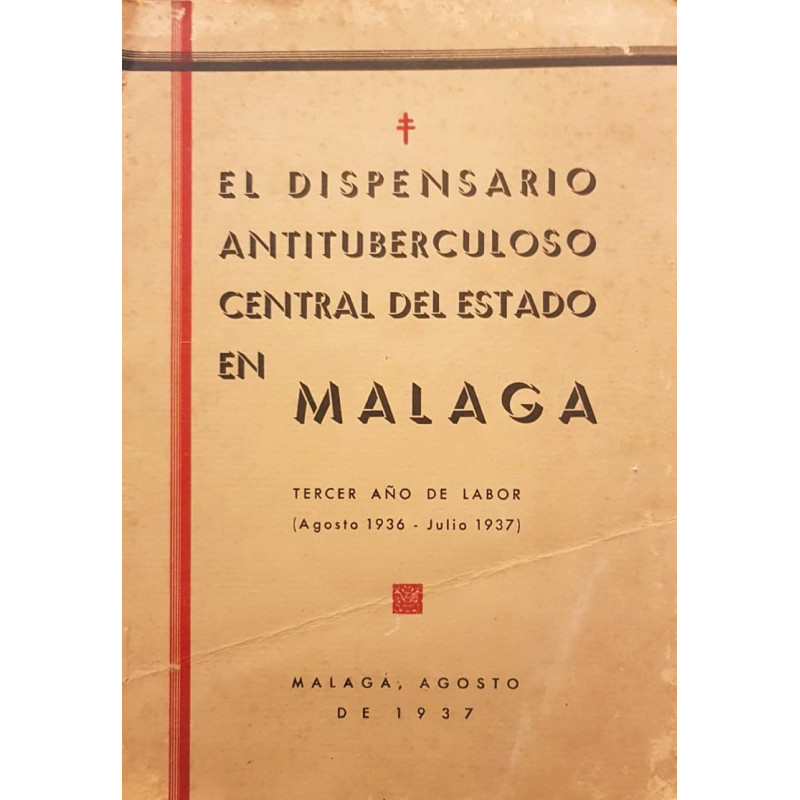 EL DISPENSARIO
ANTITUBERCULOSO
CENTRAL DEL ESTADO
EN
MALAGA
TERCER AÑO DE LABOR
(Agosto 1936 - Julio 1937)
MALAGA, AGOSTO
DE 1937